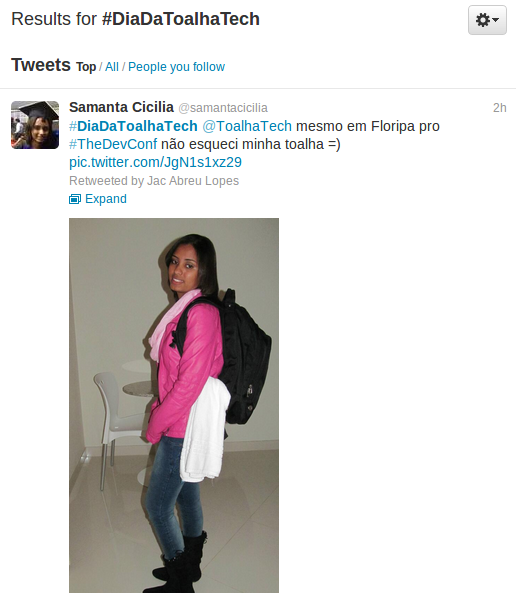 Results for #DiaDaToalhaTech
Tweets Top / All / People you follow
Samanta Cicilia @samantacicilia 2h
#DiaDaToalhaTech @ToalhaTech mesmo em Floripa pro
#TheDevConf não esqueci minha toalha =)
pic.twitter.com/JgN1s1xz29
Retweeted by Jac Abreu Lopes
Expand